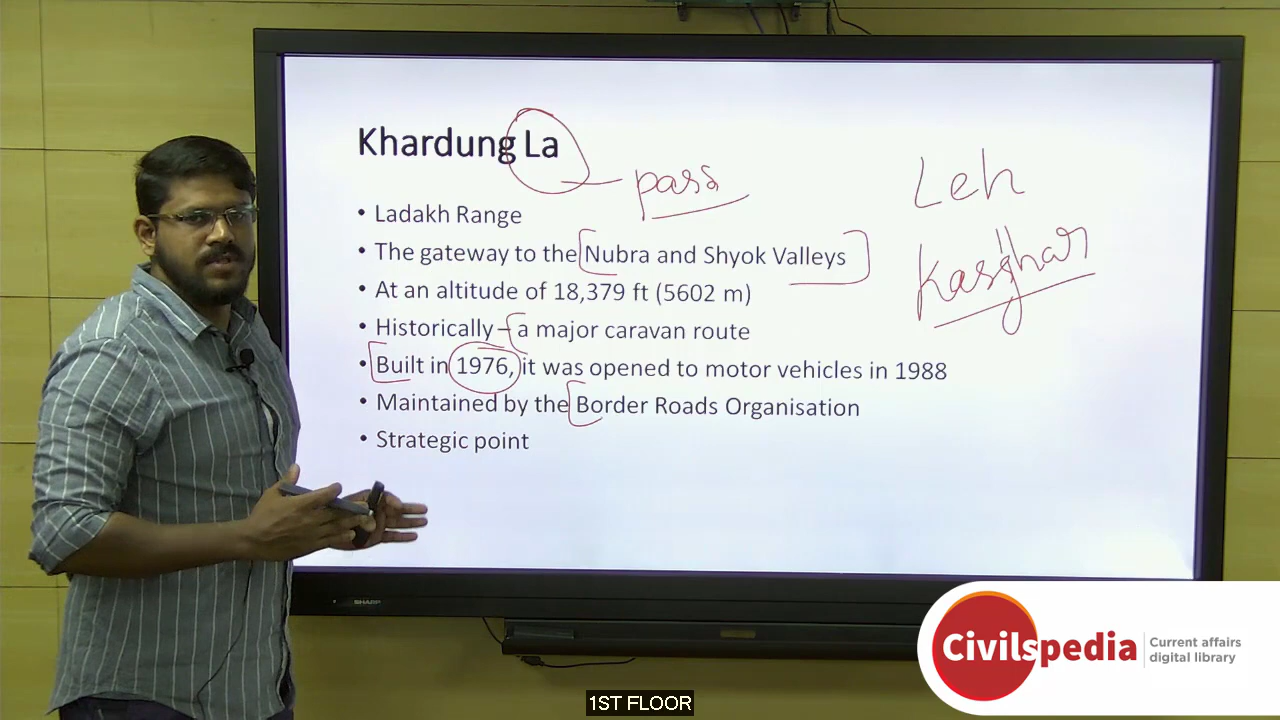 Khardung La
pass
Leh
Kasghar
• Ladakh Range
• The gateway to the Nubra and Shyok Valleys
• At an altitude of 18,379 ft (5602 m)
• Historically – a major caravan route
• Built in 1976, it was opened to motor vehicles in 1988
• Maintained by the Border Roads Organisation
• Strategic point
SHARP
Civilspedia
Current affairs
digital library
1ST FLOOR